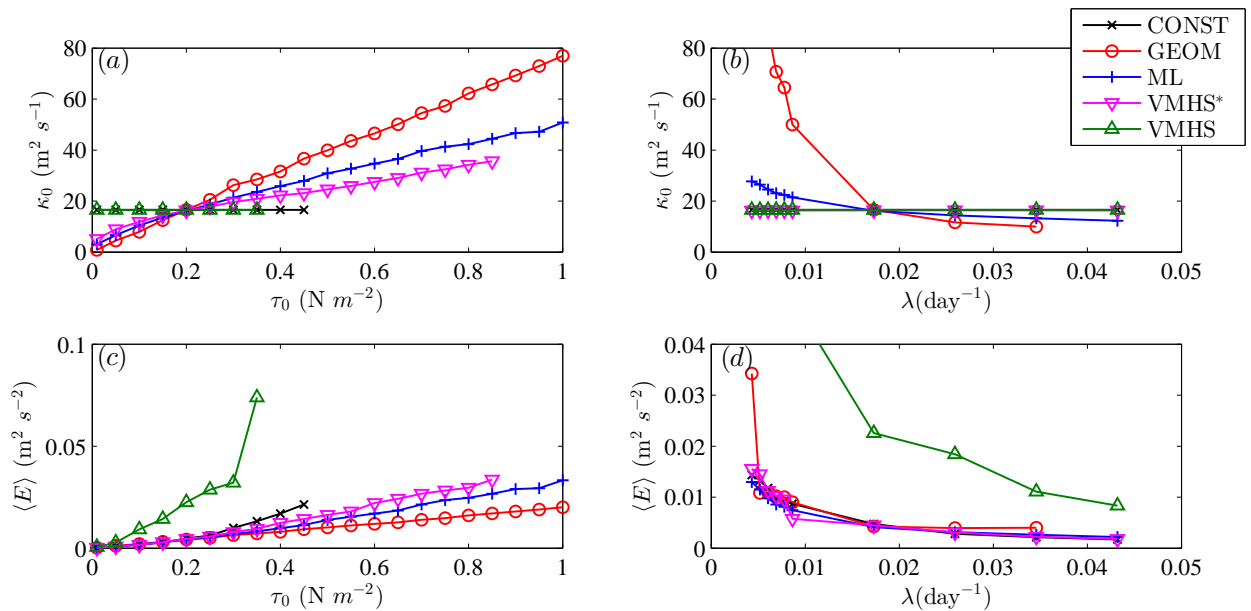 CONST
GEOM
ML
VMHS*
VMHS
(a)
80
60
40
20
0
κ₀ (m² s⁻¹)
0 0.2 0.4 0.6 0.8 1
τ₀ (N m⁻²)
(b)
80
60
40
20
0
κ₀ (m² s⁻¹)
0 0.01 0.02 0.03 0.04 0.05
λ(day⁻¹)
(c)
0.1
0.05
0
⟨E⟩ (m² s⁻²)
0 0.2 0.4 0.6 0.8 1
τ₀ (N m⁻²)
(d)
0.04
0.03
0.02
0.01
0
⟨E⟩ (m² s⁻²)
0 0.01 0.02 0.03 0.04 0.05
λ(day⁻¹)